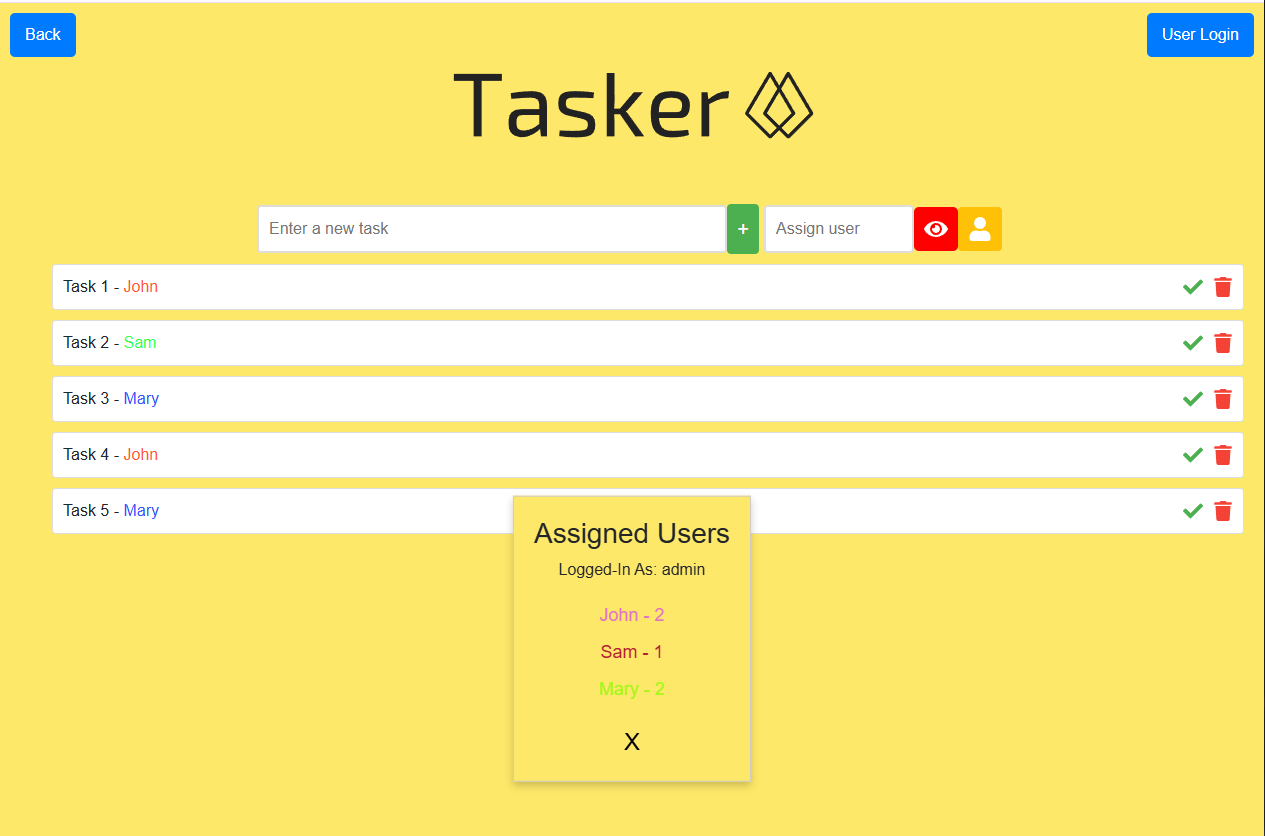 Back
User Login
Tasker
Enter a new task
+
Assign user
Task 1 - John
Task 2 - Sam
Task 3 - Mary
Task 4 - John
Task 5 - Mary
Assigned Users
Logged-In As: admin
John - 2
Sam - 1
Mary - 2
X